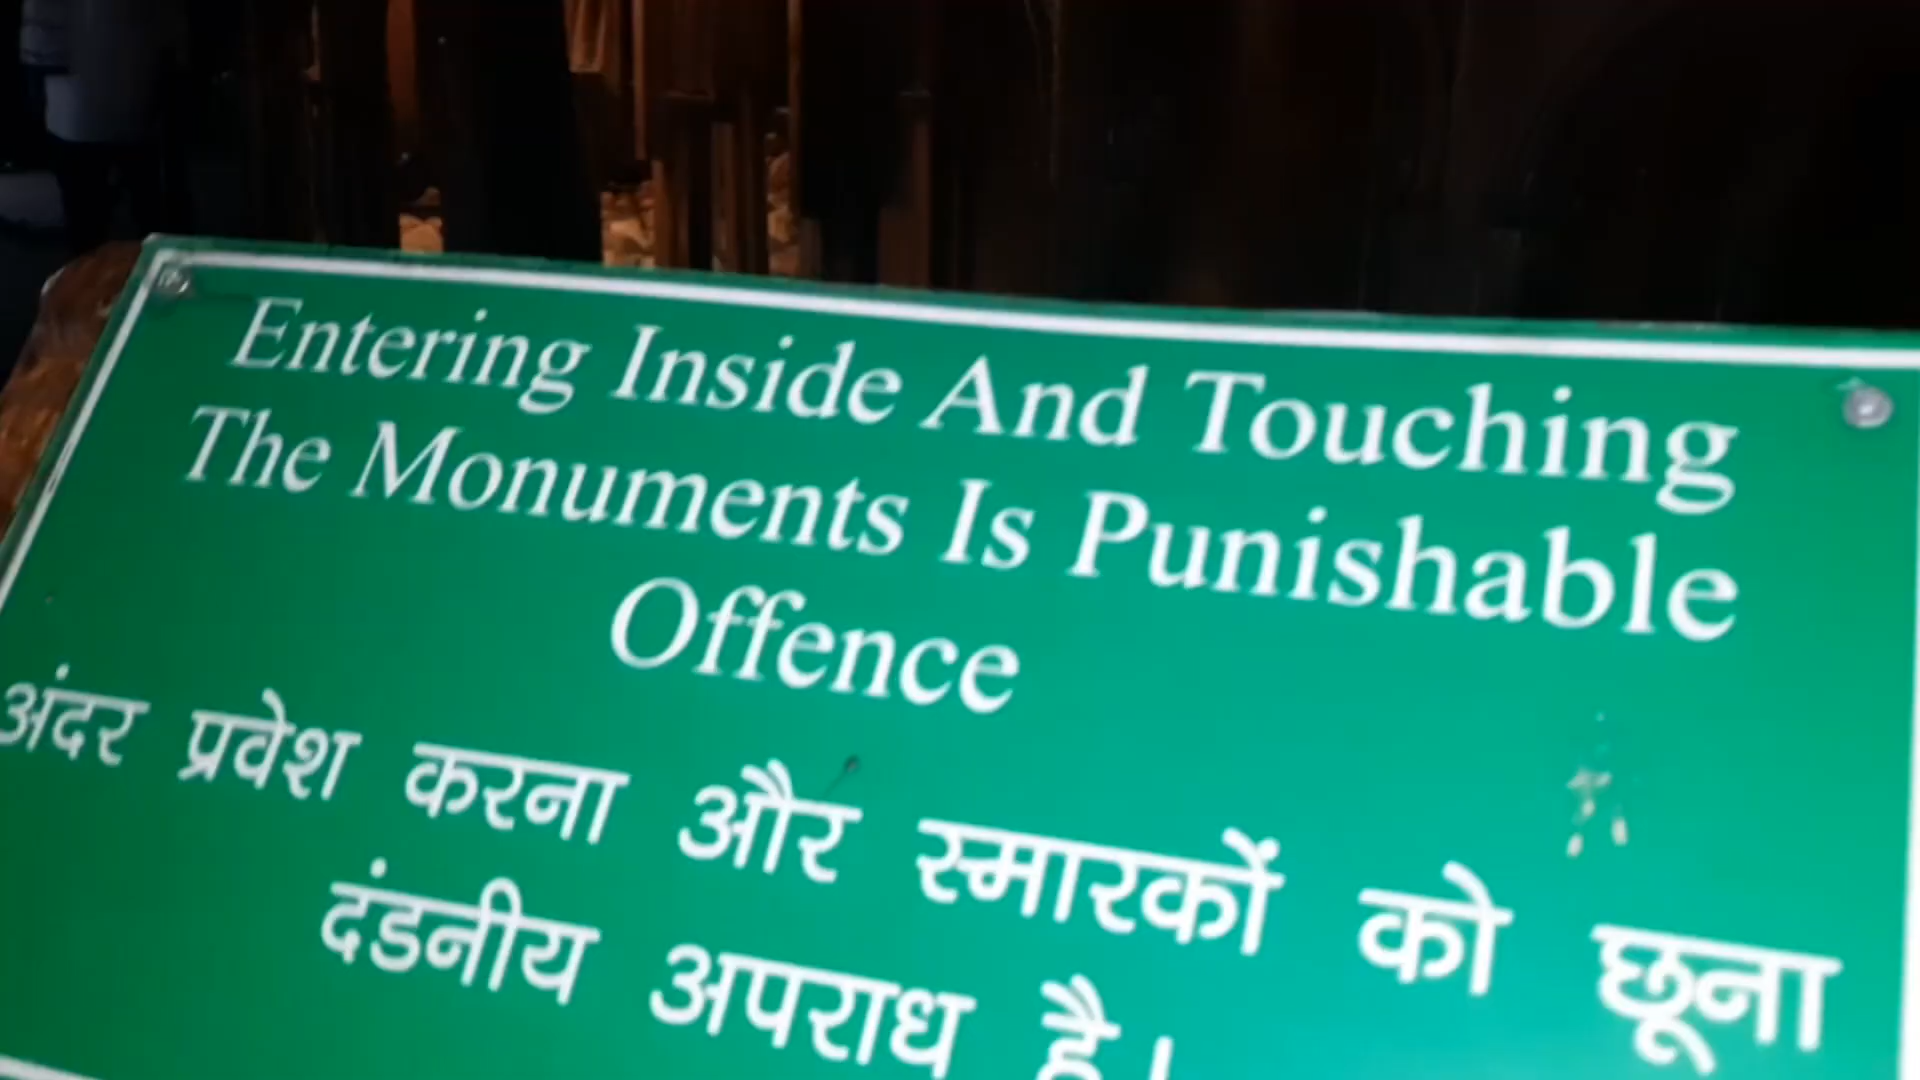 Entering Inside And Touching
The Monuments Is Punishable
Offence
अंदर प्रवेश करना और स्मारकों को छूना
दंडनीय अपराध है।